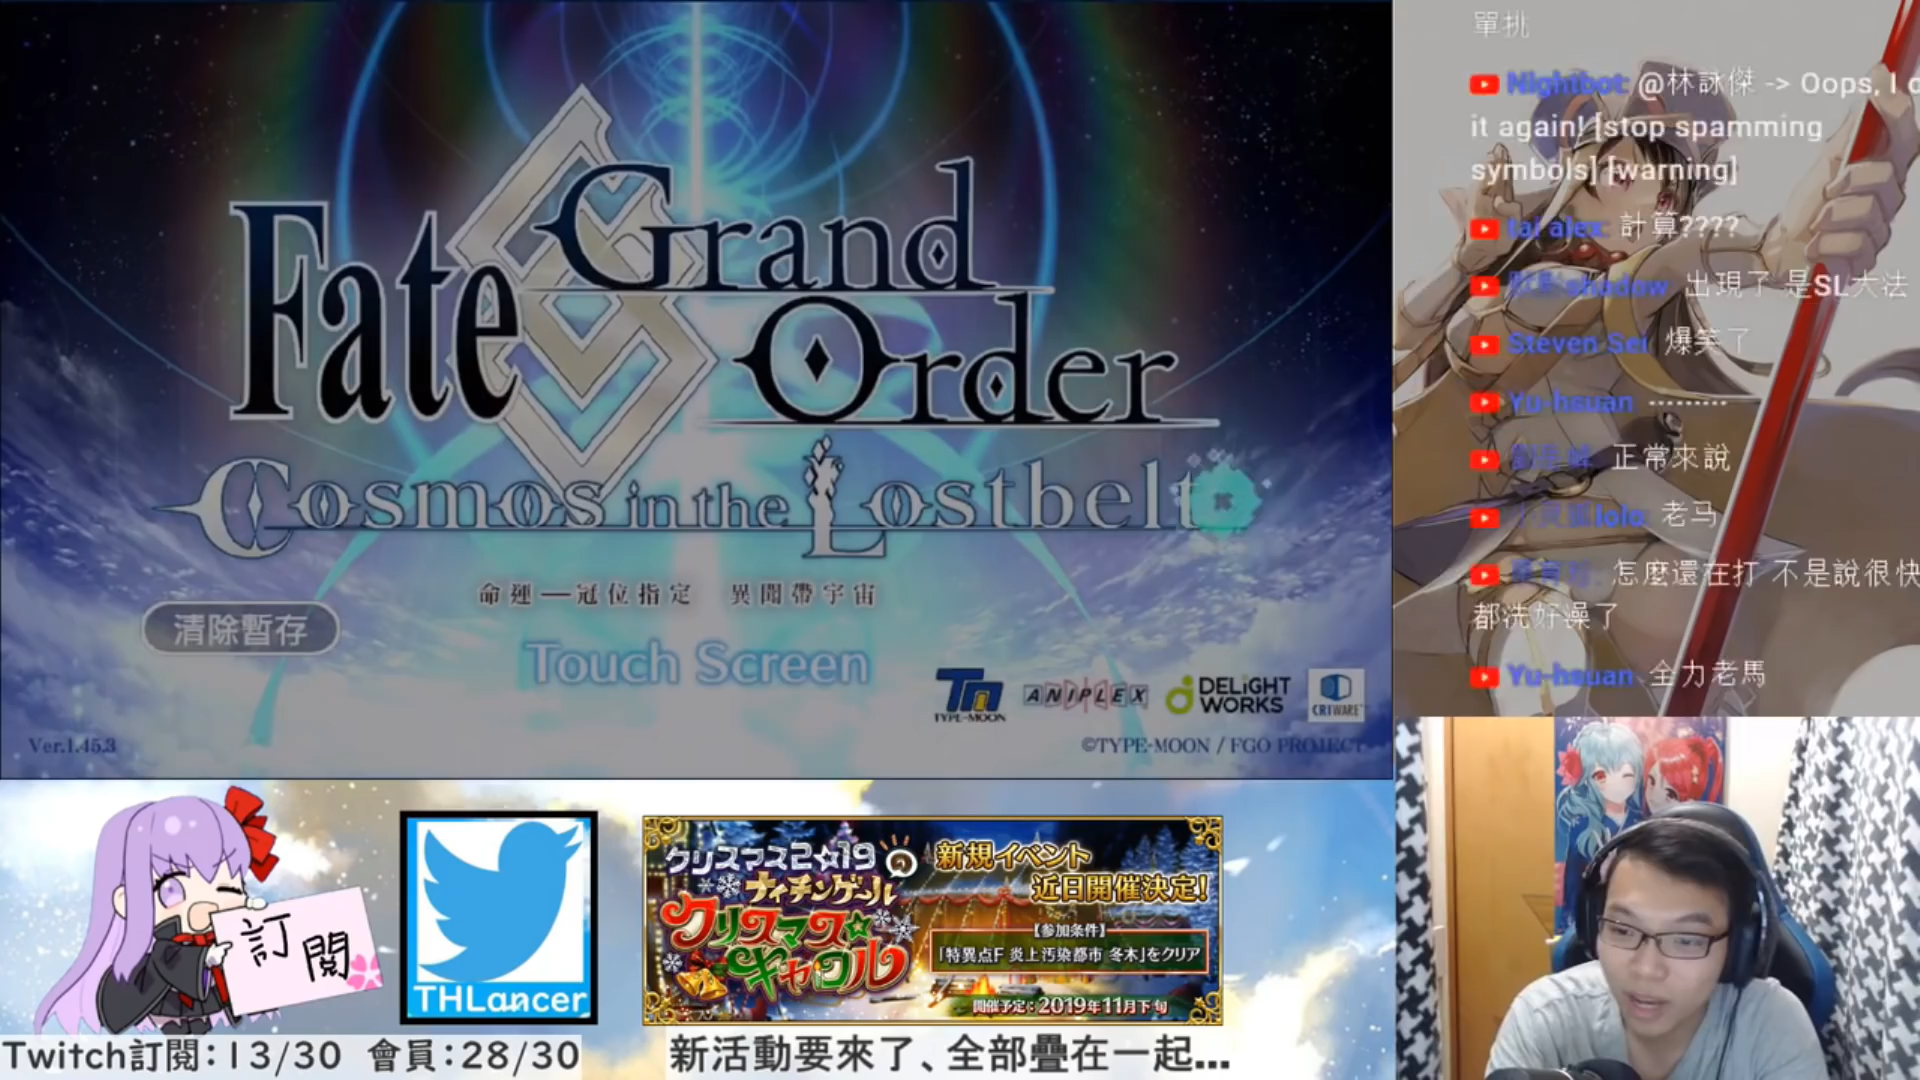 Fate
Grand
Order
Cosmos in the Lostbelt
命運—冠位指定 異聞帶宇宙
清除暫存
Touch Screen
TYPE-MOON
ANIPLEX
DELiGHT
WORKS
CRIWARE
Ver.1.45.3
©TYPE-MOON / FGO PROJECT
單挑
Nightbot: @林詠傑 -> Oops, I
it again! [stop spamming
symbols] [warning]
tai alex: 計算????
shadow 出現了 是SL大法
Steven Sei 爆笑了
Yu-hsuan ---------
正常來說
lolo: 老马
怎麼還在打 不是說很快
都洗好澡了
Yu-hsuan 全力老馬
訂閱
THLancer
クリスマス2019
ナイチンゲール
クリスマス☆
キャロル
新規イベント
近日開催決定!
【参加条件】
「特異点F 炎上汚染都市 冬木」をクリア
開催予定:2019年11月下旬
Twitch訂閱:13/30 會員:28/30
新活動要來了、全部疊在一起...